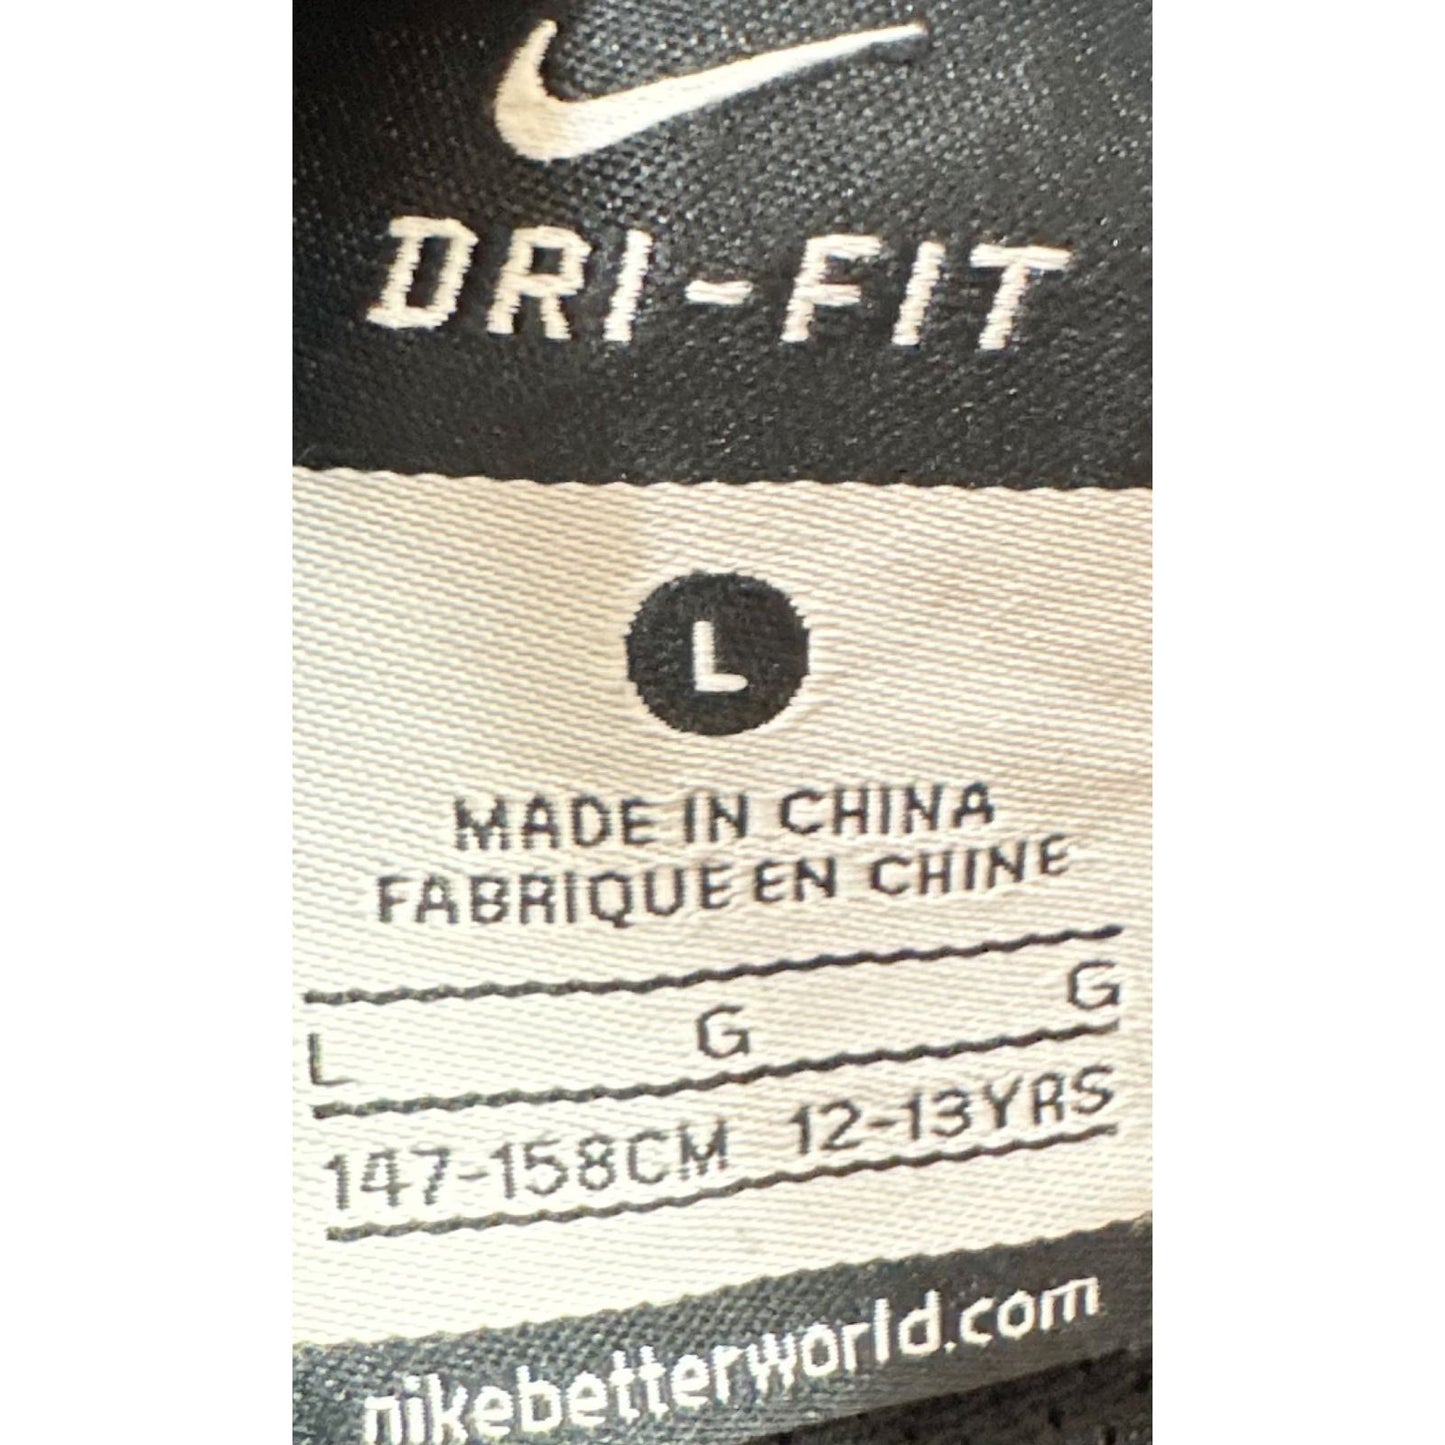 DRI-FIT
L
MADE IN CHINA
FABRIQUE EN CHINE
L G G
147-158CM 12-13YRS
nikebetterworld.com